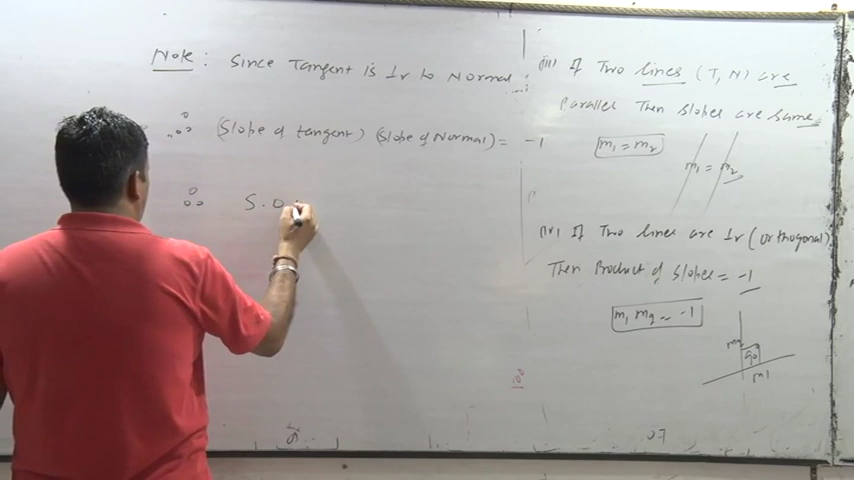 Note : Since Tangent is ⊥r to Normal
∴ (Slope of tangent) (Slope of Normal) = -1
∴ S.O
(iii) If Two lines (T, N) are
Parallel Then slopes are same
m₁ = m₂
m₁ = m₂
(iv) If Two lines are ⊥r (orthogonal)
Then Product of slopes = -1
m₁ m₂ = -1
m₂
90
m1